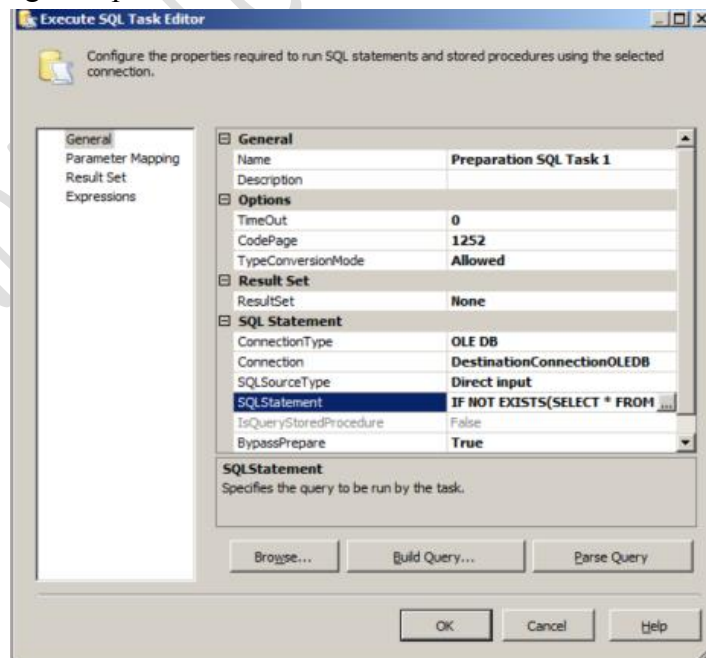 Execute SQL Task Editor
Configure the properties required to run SQL statements and stored procedures using the selected
connection.
General
Parameter Mapping
Result Set
Expressions
General
Name Preparation SQL Task 1
Description
Options
TimeOut 0
CodePage 1252
TypeConversionMode Allowed
Result Set
ResultSet None
SQL Statement
ConnectionType OLE DB
Connection DestinationConnectionOLEDB
SQLSourceType Direct input
SQLStatement IF NOT EXISTS(SELECT * FROM ...
IsQueryStoredProcedure False
BypassPrepare True
SQLStatement
Specifies the query to be run by the task.
Browse... Build Query... Parse Query
OK Cancel Help